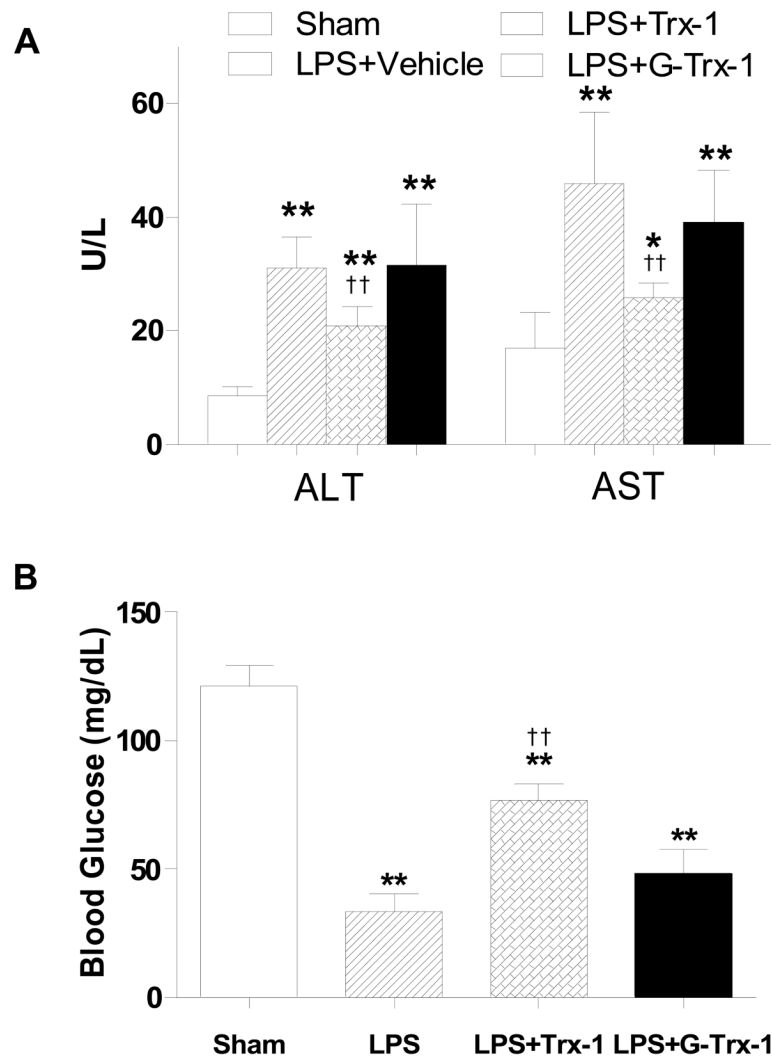 A
Sham
LPS+Trx-1
LPS+Vehicle
LPS+G-Trx-1
U/L
60
40
20
0
**
**
††
**
**
*
††
**
ALT
AST
B
Blood Glucose (mg/dL)
150
100
50
0
**
††
**
**
Sham
LPS
LPS+Trx-1
LPS+G-Trx-1